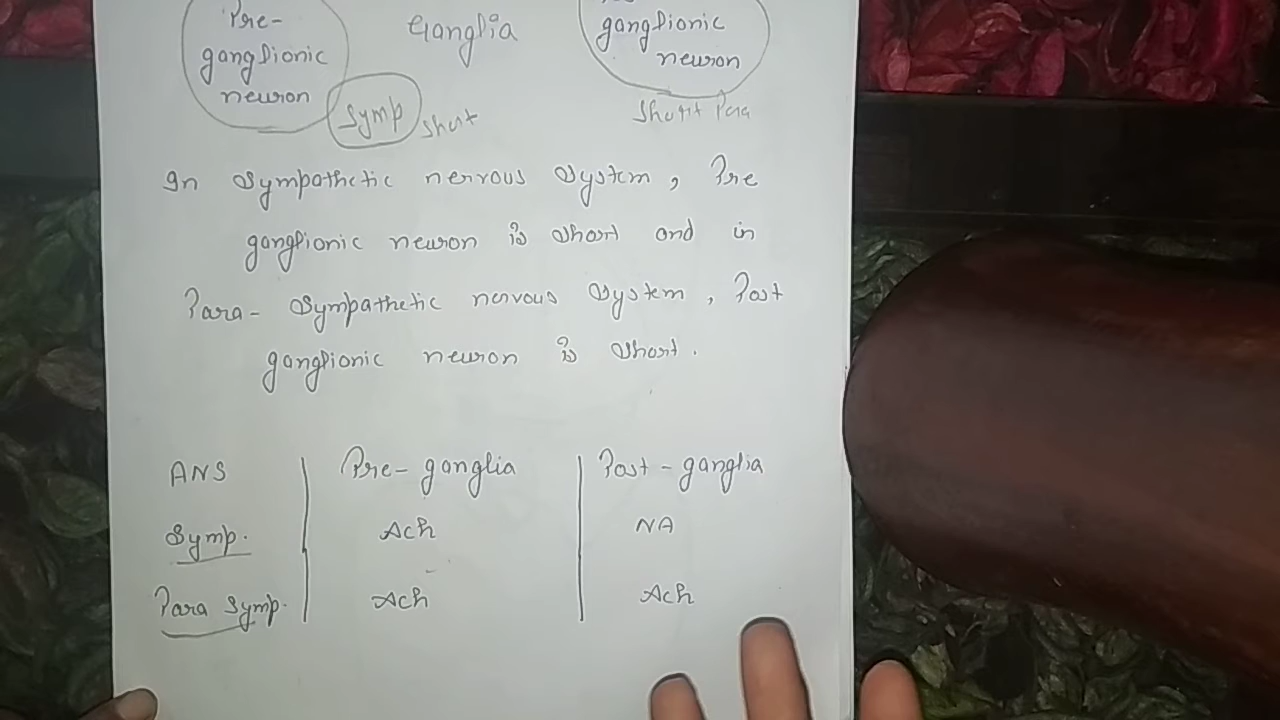 Pre-
ganglionic
neuron
Ganglia
ganglionic
neuron
Symp
Short
Short Para
In Sympathetic nervous System, Pre
ganglionic neuron is short and in
Para- Sympathetic nervous System, Post
ganglionic neuron is short.
ANS Pre-ganglia Post-ganglia
Symp. Ach NA
Para Symp. Ach Ach